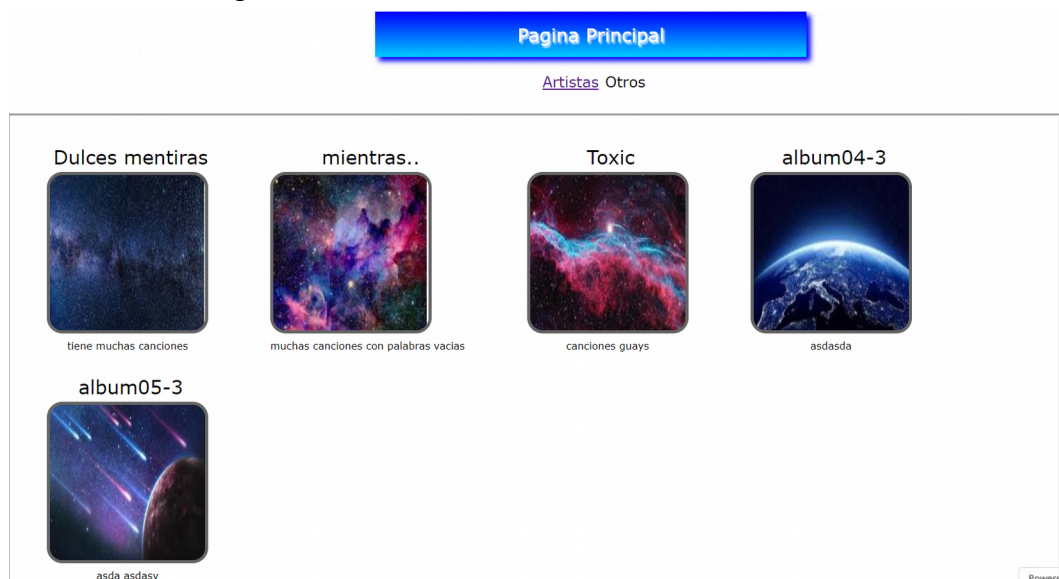 Pagina Principal
Artistas Otros
Dulces mentiras
mientras..
Toxic
album04-3
tiene muchas canciones
muchas canciones con palabras vacias
canciones guays
asdasda
album05-3
asda asdasy